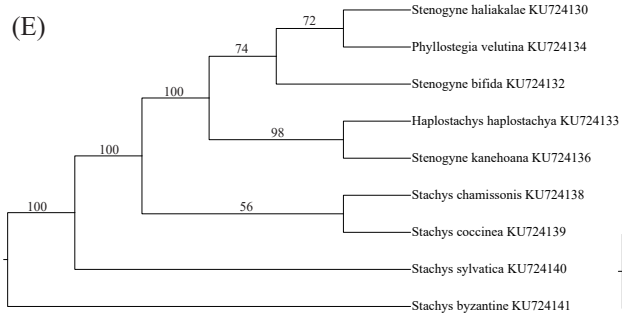 (E)
72
Stenogyne haliakalae KU724130
Phyllostegia velutina KU724134
74
Stenogyne bifida KU724132
100
Haplostachys haplostachya KU724133
98
Stenogyne kanehoana KU724136
100
Stachys chamissonis KU724138
56
Stachys coccinea KU724139
100
Stachys sylvatica KU724140
Stachys byzantine KU724141